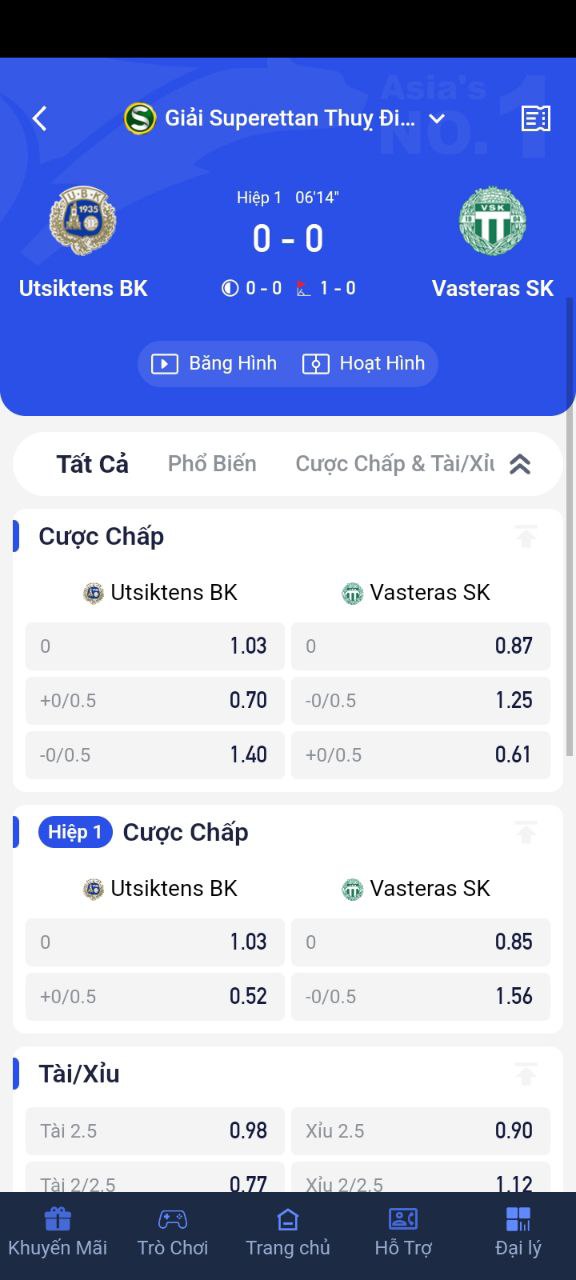 Asia's
NO.1
Giải Superettan Thuỵ Đi...
Hiệp 1 06'14"
0 - 0
Utsiktens BK
0 - 0 1 - 0
Vasteras SK
Băng Hình Hoạt Hình
Tất Cả Phổ Biến Cược Chấp & Tài/Xỉu
Cược Chấp
Utsiktens BK Vasteras SK
0 1.03 0 0.87
+0/0.5 0.70 -0/0.5 1.25
-0/0.5 1.40 +0/0.5 0.61
Hiệp 1 Cược Chấp
Utsiktens BK Vasteras SK
0 1.03 0 0.85
+0/0.5 0.52 -0/0.5 1.56
Tài/Xỉu
Tài 2.5 0.98 Xỉu 2.5 0.90
Tài 2/2.5 0.77 Xỉu 2/2.5 1.12
Khuyến Mãi Trò Chơi Trang chủ Hỗ Trợ Đại lý